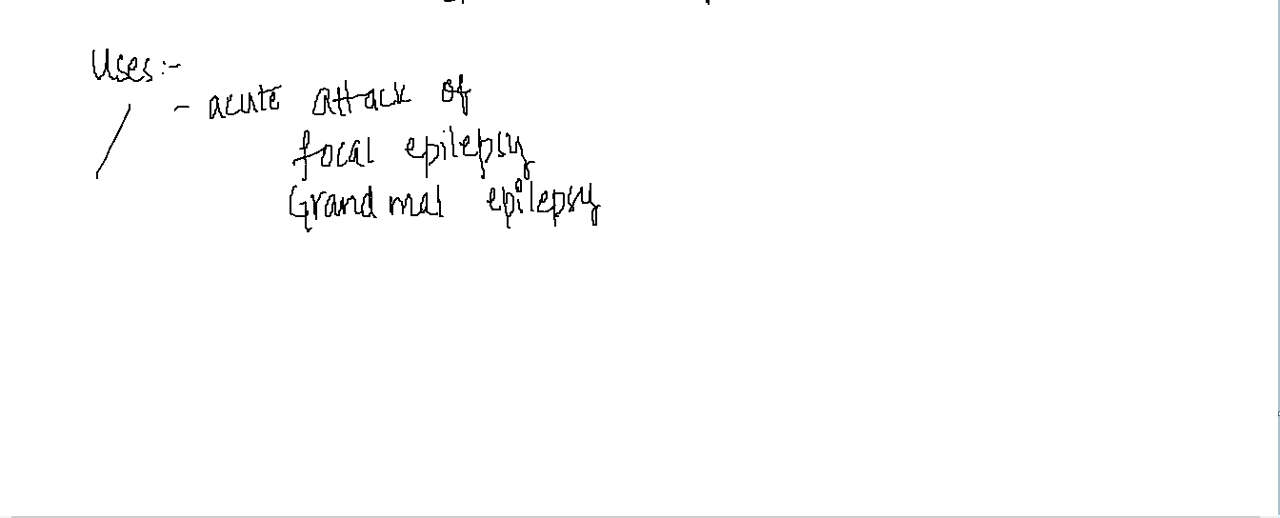 Uses:-
- acute attack of
focal epilepsy
Grand mal epilepsy